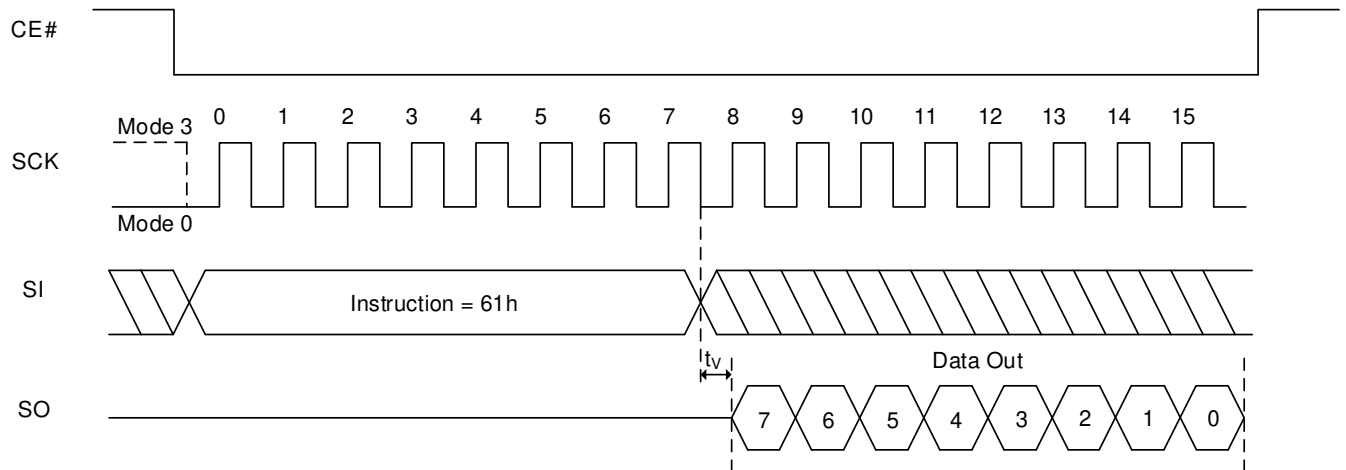 CE#
Mode 3
0 1 2 3 4 5 6 7 8 9 10 11 12 13 14 15
SCK
Mode 0
SI
Instruction = 61h
tV
Data Out
SO
7 6 5 4 3 2 1 0